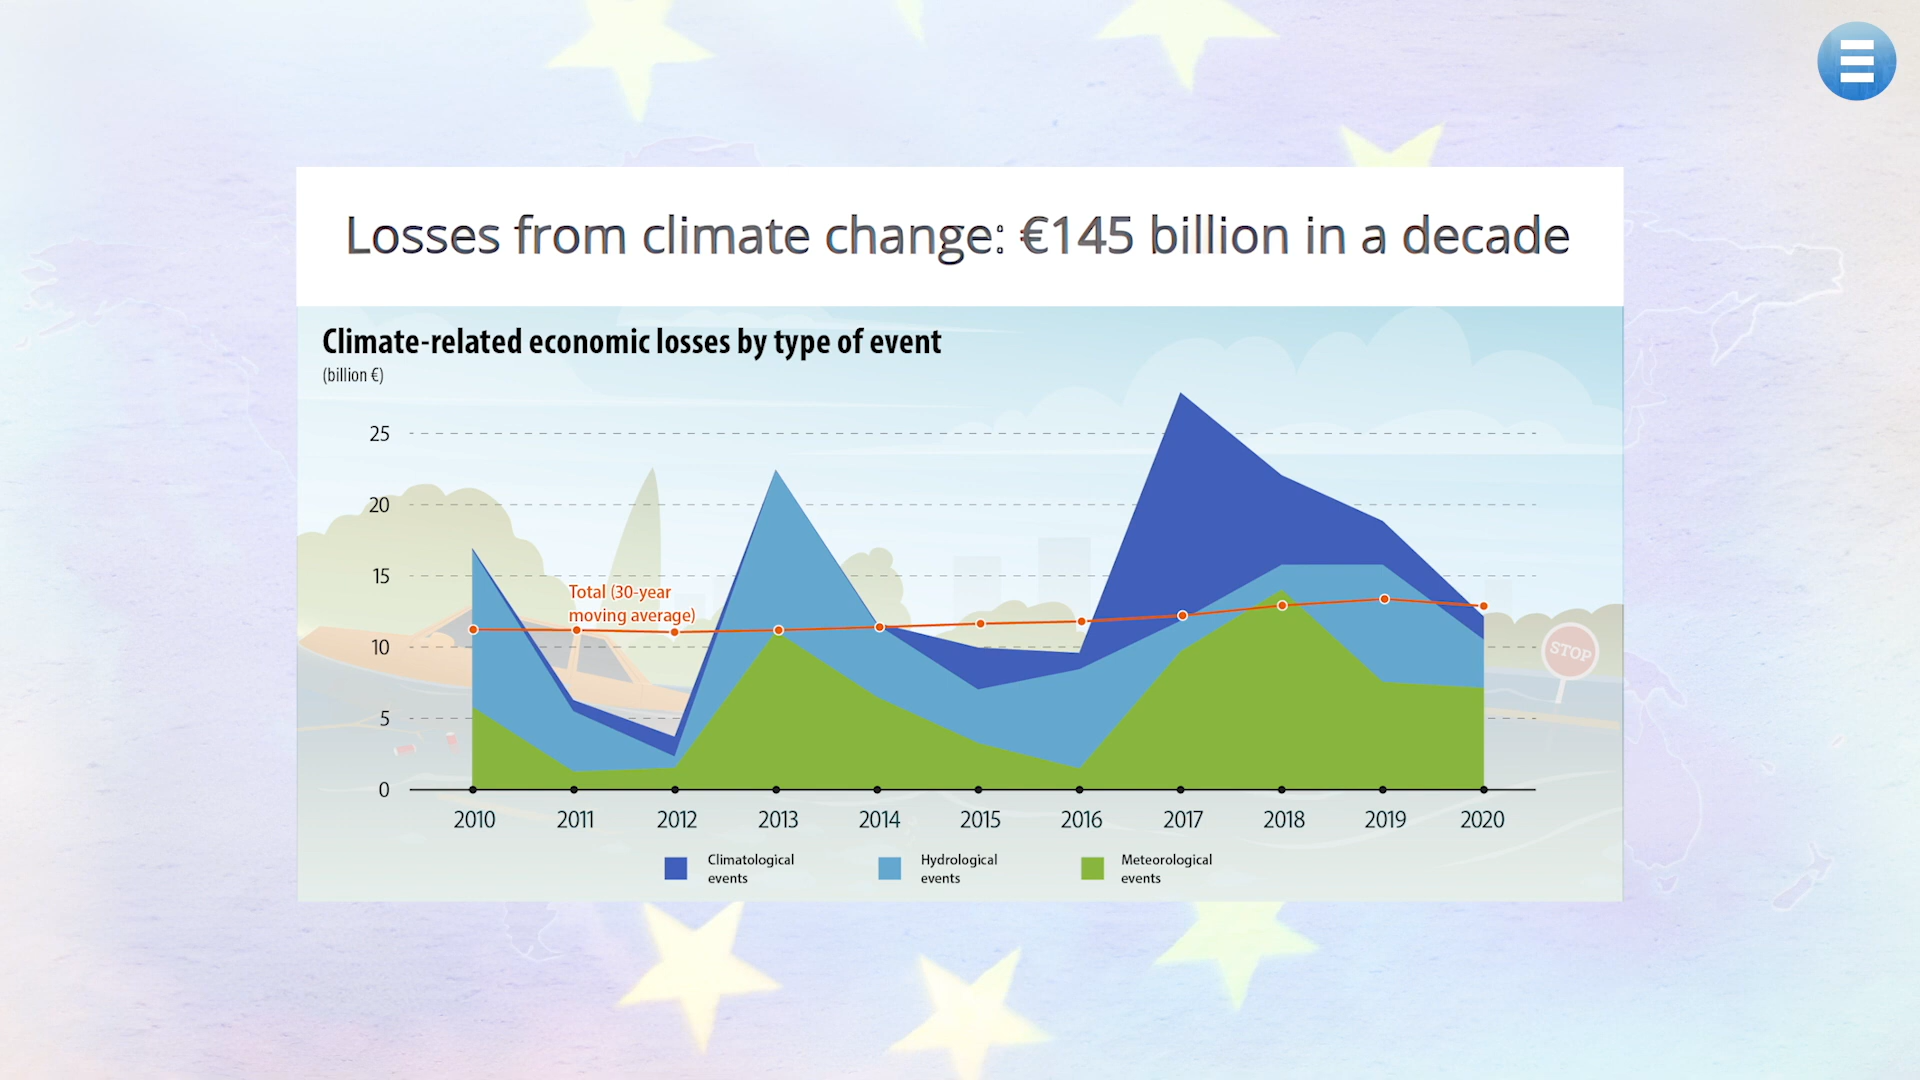 Losses from climate change: €145 billion in a decade
Climate-related economic losses by type of event
(billion €)
25
20
15
10
5
0
Total (30-year
moving average)
STOP
2010 2011 2012 2013 2014 2015 2016 2017 2018 2019 2020
Climatological
events
Hydrological
events
Meteorological
events